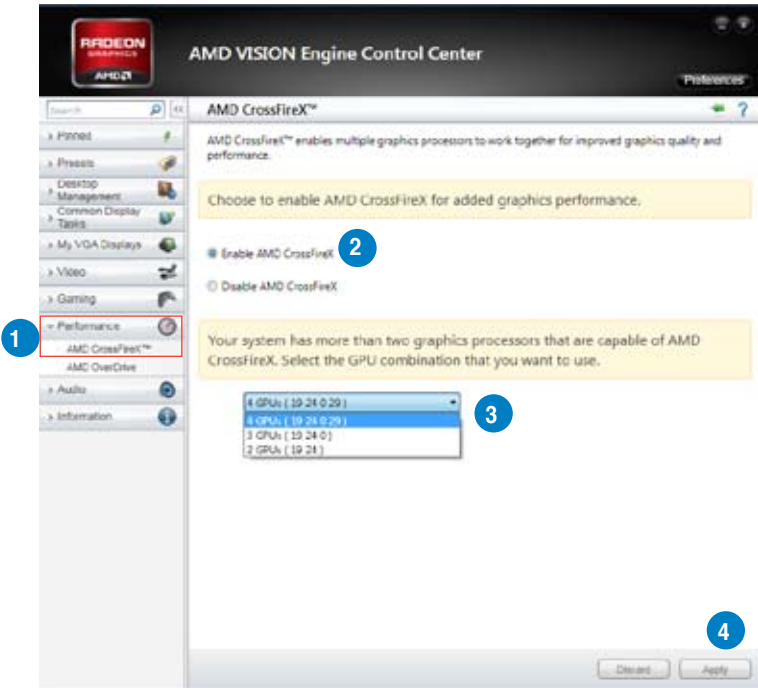 RADEON
GRAPHICS
AMD
AMD VISION Engine Control Center
Preferences
Search
AMD CrossFireX™
?
Pinned
Presets
Desktop
Management
Common Display
Tasks
My VGA Displays
Video
Gaming
1
Performance
AMD CrossFireX™
AMD OverDrive
Audio
Information
AMD CrossFireX™ enables multiple graphics processors to work together for improved graphics quality and
performance.
Choose to enable AMD CrossFireX for added graphics performance.
Enable AMD CrossFireX
2
Disable AMD CrossFireX
Your system has more than two graphics processors that are capable of AMD
CrossFireX. Select the GPU combination that you want to use.
4 GPUs ( 19 24 0 29 )
3
4 GPUs ( 19 24 0 29 )
3 GPUs ( 19 24 0 )
2 GPUs ( 19 24 )
4
Discard
Apply